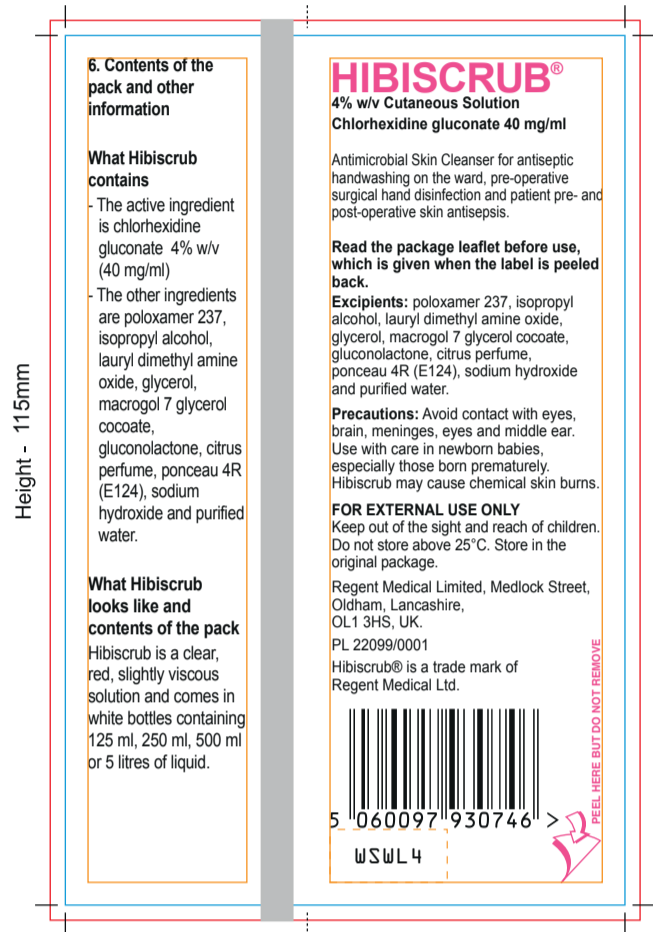 Height - 115mm
6. Contents of the
pack and other
information
What Hibiscrub
contains
- The active ingredient
is chlorhexidine
gluconate 4% w/v
(40 mg/ml)
- The other ingredients
are poloxamer 237,
isopropyl alcohol,
lauryl dimethyl amine
oxide, glycerol,
macrogol 7 glycerol
cocoate,
gluconolactone, citrus
perfume, ponceau 4R
(E124), sodium
hydroxide and purified
water.
What Hibiscrub
looks like and
contents of the pack
Hibiscrub is a clear,
red, slightly viscous
solution and comes in
white bottles containing
125 ml, 250 ml, 500 ml
or 5 litres of liquid.
HIBISCRUB®
4% w/v Cutaneous Solution
Chlorhexidine gluconate 40 mg/ml
Antimicrobial Skin Cleanser for antiseptic
handwashing on the ward, pre-operative
surgical hand disinfection and patient pre- and
post-operative skin antisepsis.
Read the package leaflet before use,
which is given when the label is peeled
back.
Excipients: poloxamer 237, isopropyl
alcohol, lauryl dimethyl amine oxide,
glycerol, macrogol 7 glycerol cocoate,
gluconolactone, citrus perfume,
ponceau 4R (E124), sodium hydroxide
and purified water.
Precautions: Avoid contact with eyes,
brain, meninges, eyes and middle ear.
Use with care in newborn babies,
especially those born prematurely.
Hibiscrub may cause chemical skin burns.
FOR EXTERNAL USE ONLY
Keep out of the sight and reach of children.
Do not store above 25°C. Store in the
original package.
Regent Medical Limited, Medlock Street,
Oldham, Lancashire,
OL1 3HS, UK.
PL 22099/0001
Hibiscrub® is a trade mark of
Regent Medical Ltd.
5 060097 930746 >
WSWL4
PEEL HERE BUT DO NOT REMOVE